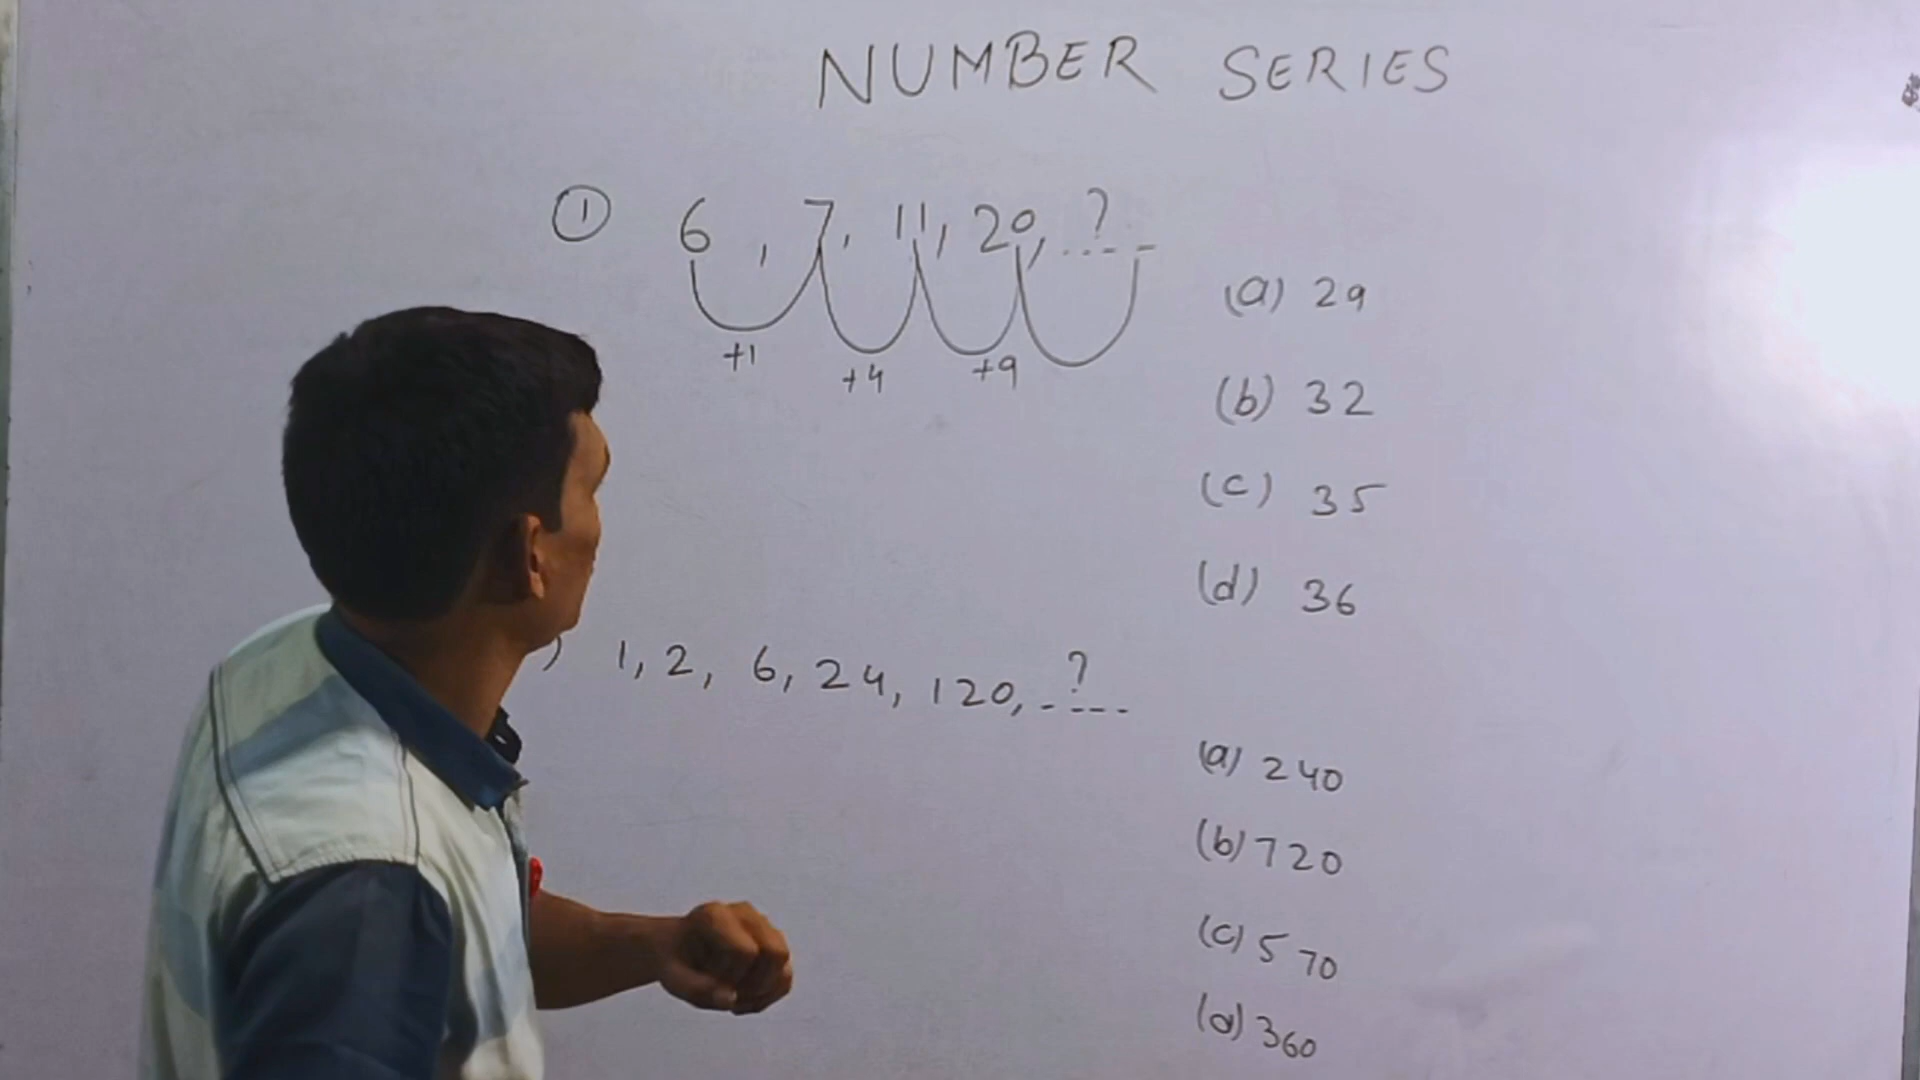 NUMBER SERIES
① 6, 7, 11, 20, ....?..
+1 +4 +9
(a) 29
(b) 32
(c) 35
(d) 36
) 1, 2, 6, 24, 120, -?---
(a) 240
(b) 720
(c) 570
(d) 360